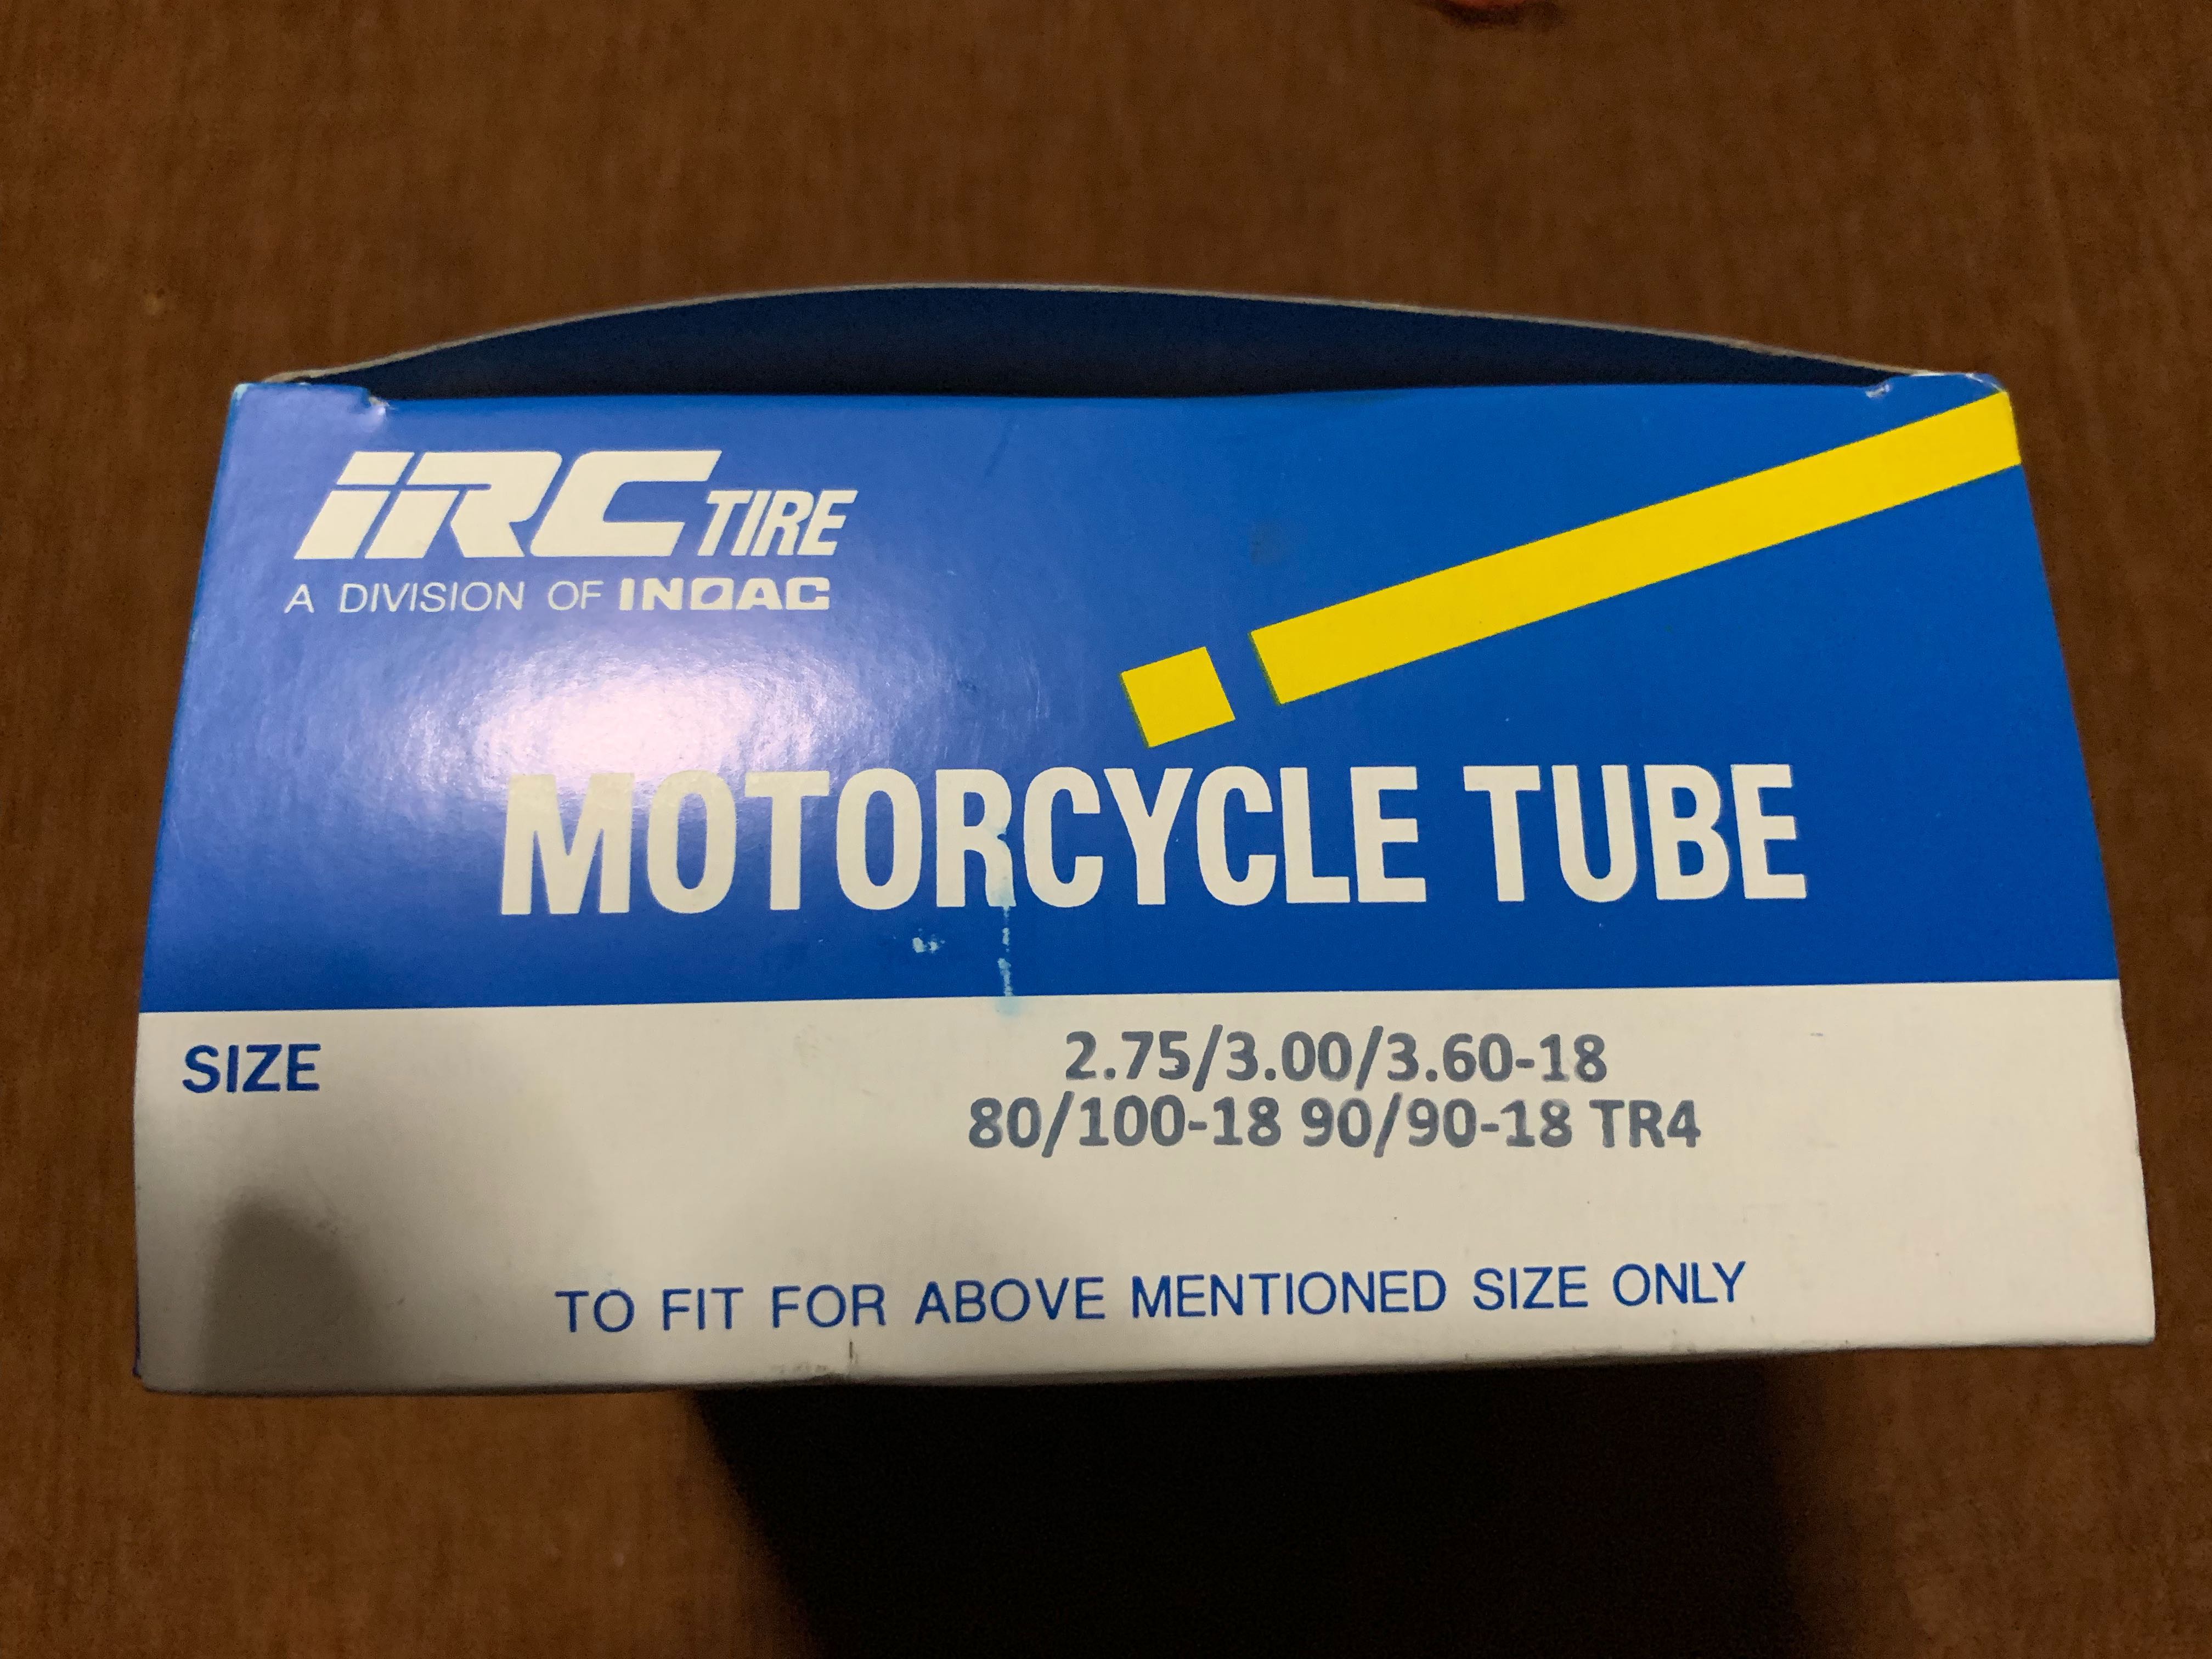 iRC TIRE
A DIVISION OF INOAC
MOTORCYCLE TUBE
SIZE
2.75/3.00/3.60-18
80/100-18 90/90-18 TR4
TO FIT FOR ABOVE MENTIONED SIZE ONLY